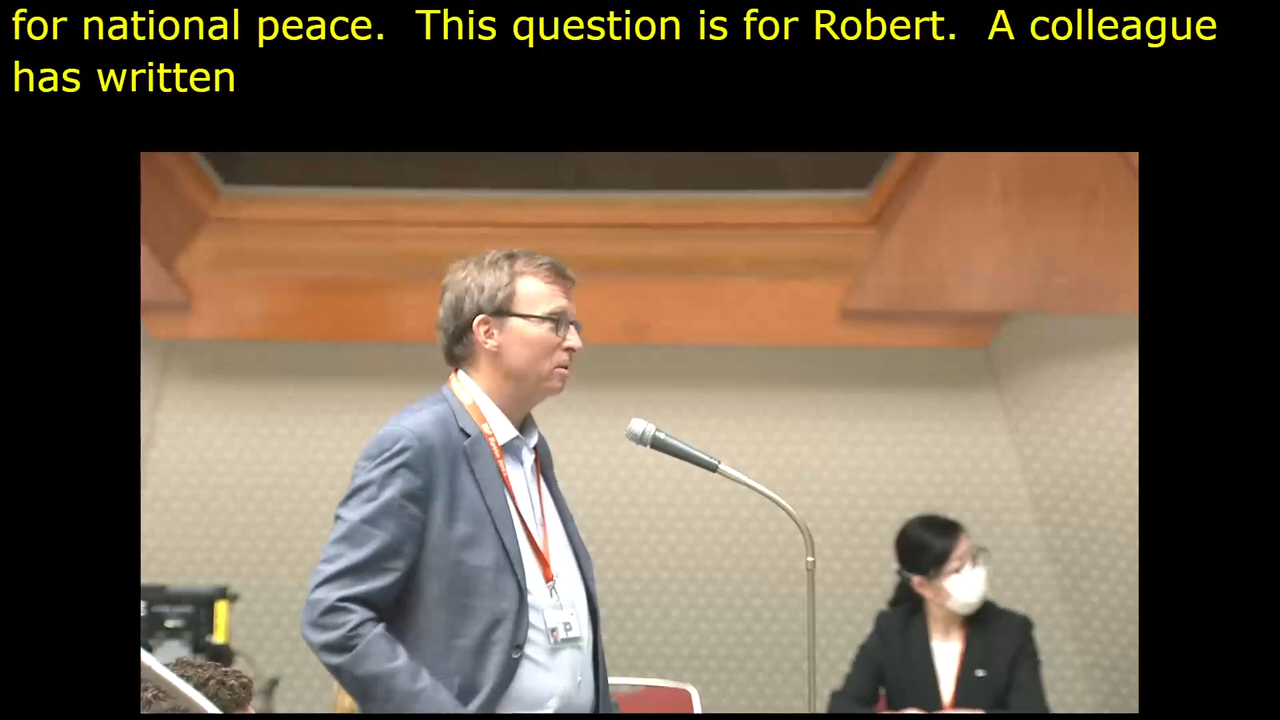 for national peace.  This question is for Robert.  A colleague
has written